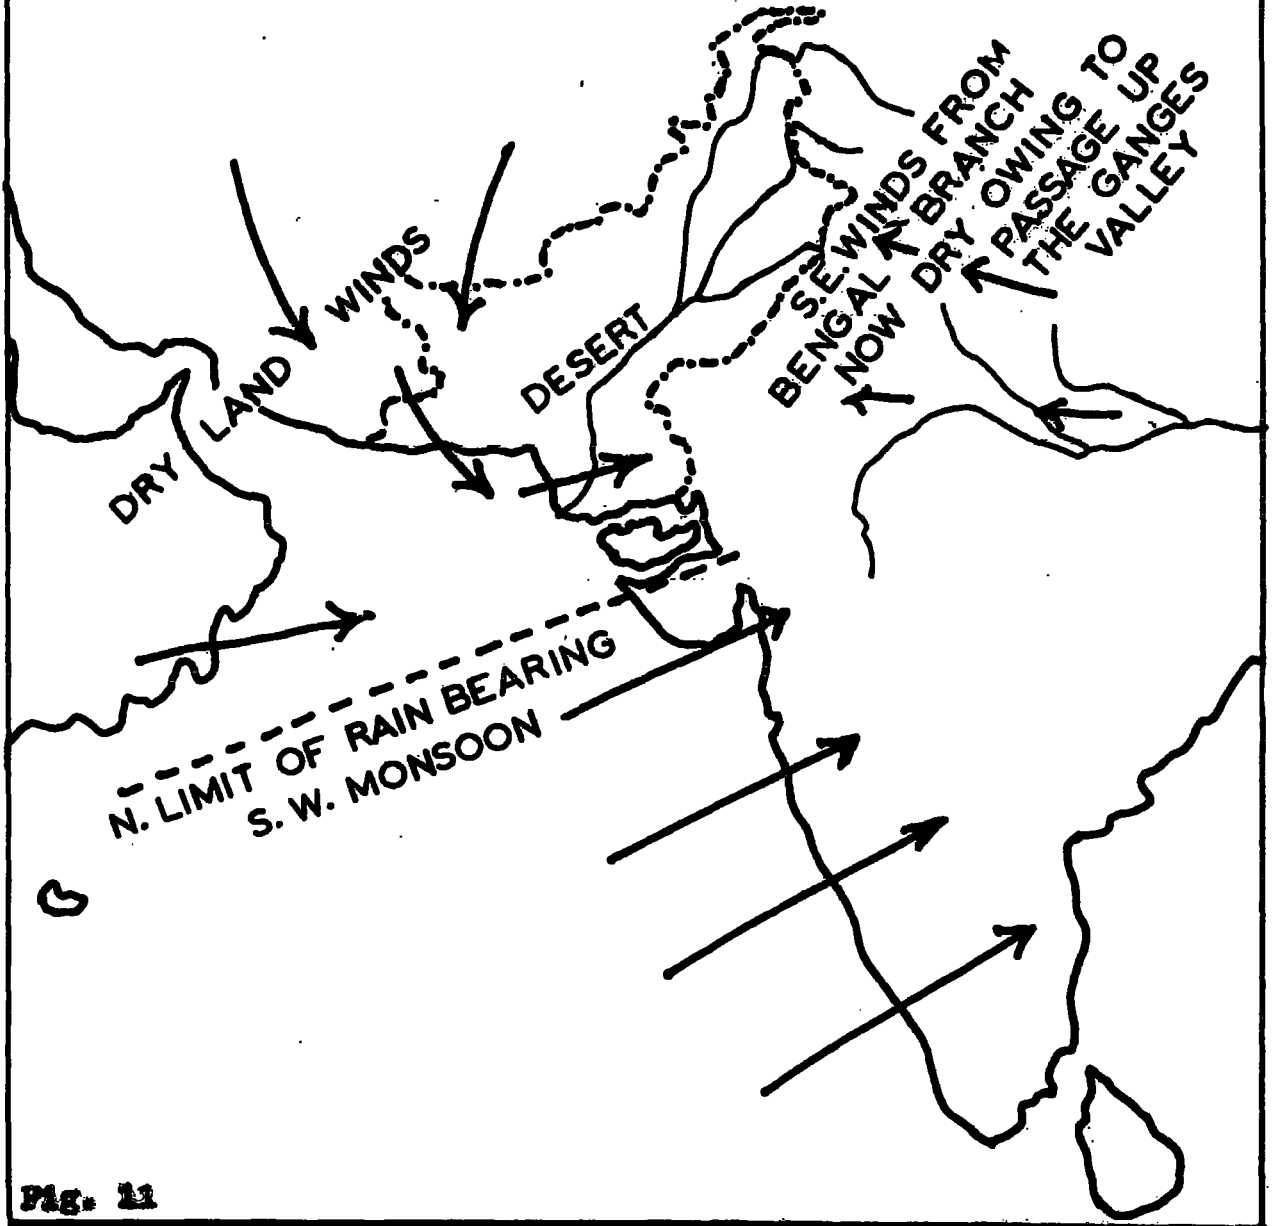 S.E. WINDS FROM
BENGAL BRANCH
NOW DRY OWING TO
PASSAGE UP
THE GANGES
VALLEY
DRY LAND WINDS
DESERT
N. LIMIT OF RAIN BEARING
S. W. MONSOON
Fig. 11